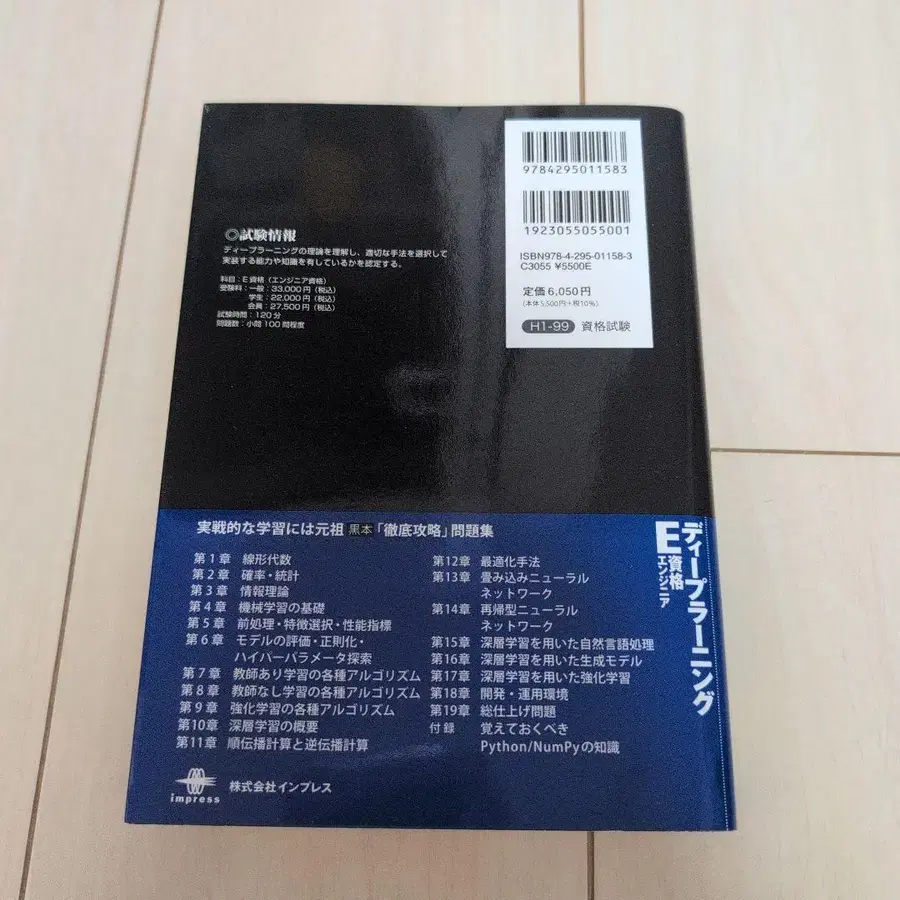 9784295011583
1923055055001
ISBN978-4-295-01158-3
C3055 ¥5500E
定価6,050円
(本体5,500円+税10%)
H1-99 資格試験
◎試験情報
ディープラーニングの理論を理解し、適切な手法を選択して
実装する能力や知識を有しているかを認定する。
科目:E資格(エンジニア資格)
受験料:一般:33,000円(税込)
学生:22,000円(税込)
会員:27,500円(税込)
試験時間:120分
問題数:小問100問程度
実戦的な学習には元祖 黒本「徹底攻略」問題集
第1章 線形代数
第2章 確率・統計
第3章 情報理論
第4章 機械学習の基礎
第5章 前処理・特徴選択・性能指標
第6章 モデルの評価・正則化・
ハイパーパラメータ探索
第7章 教師あり学習の各種アルゴリズム
第8章 教師なし学習の各種アルゴリズム
第9章 強化学習の各種アルゴリズム
第10章 深層学習の概要
第11章 順伝播計算と逆伝播計算
第12章 最適化手法
第13章 畳み込みニューラル
ネットワーク
第14章 再帰型ニューラル
ネットワーク
第15章 深層学習を用いた自然言語処理
第16章 深層学習を用いた生成モデル
第17章 深層学習を用いた強化学習
第18章 開発・運用環境
第19章 総仕上げ問題
付録 覚えておくべき
Python/NumPyの知識
impress
株式会社インプレス
ディープラーニング
E資格
エンジニア